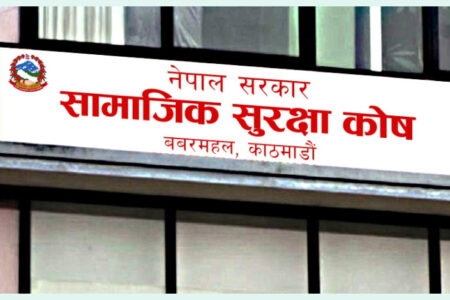 नेपाल सरकार
सामाजिक सुरक्षा कोष
बबरमहल, काठमाडौं